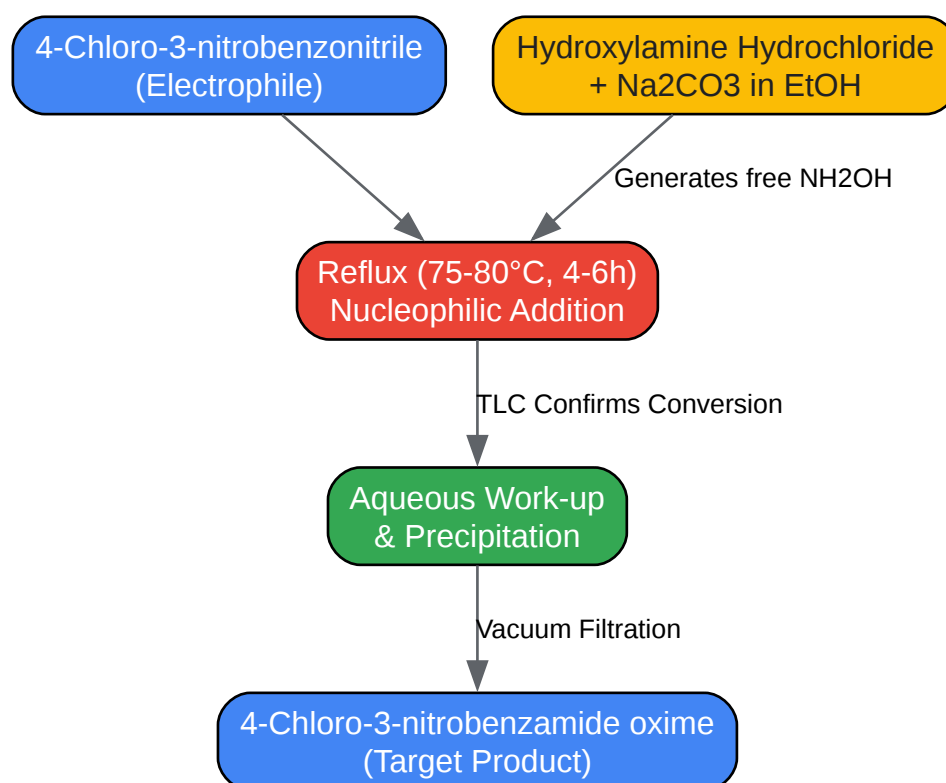 4-Chloro-3-nitrobenzonitrile
(Electrophile)
Hydroxylamine Hydrochloride
+ Na2CO3 in EtOH
Generates free NH2OH
Reflux (75-80°C, 4-6h)
Nucleophilic Addition
TLC Confirms Conversion
Aqueous Work-up
& Precipitation
Vacuum Filtration
4-Chloro-3-nitrobenzamide oxime
(Target Product)